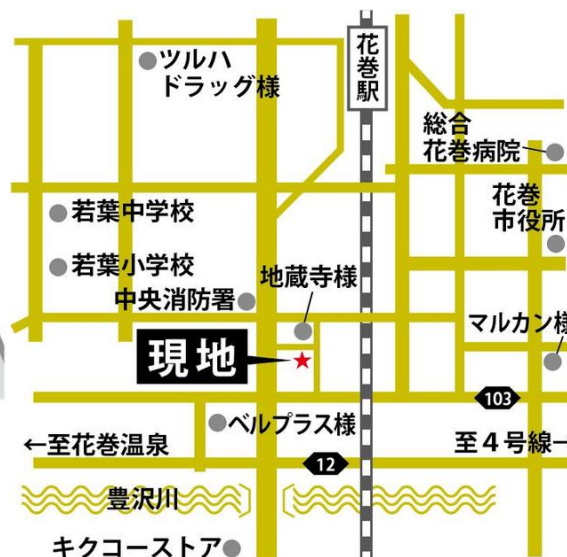 花巻駅
ツルハ
ドラッグ様
総合
花巻病院
花巻
市役所
若葉中学校
若葉小学校
地蔵寺様
中央消防署
マルカン様
現地
103
ベルプラス様
←至花巻温泉
至4号線
12
豊沢川
キクコーストア